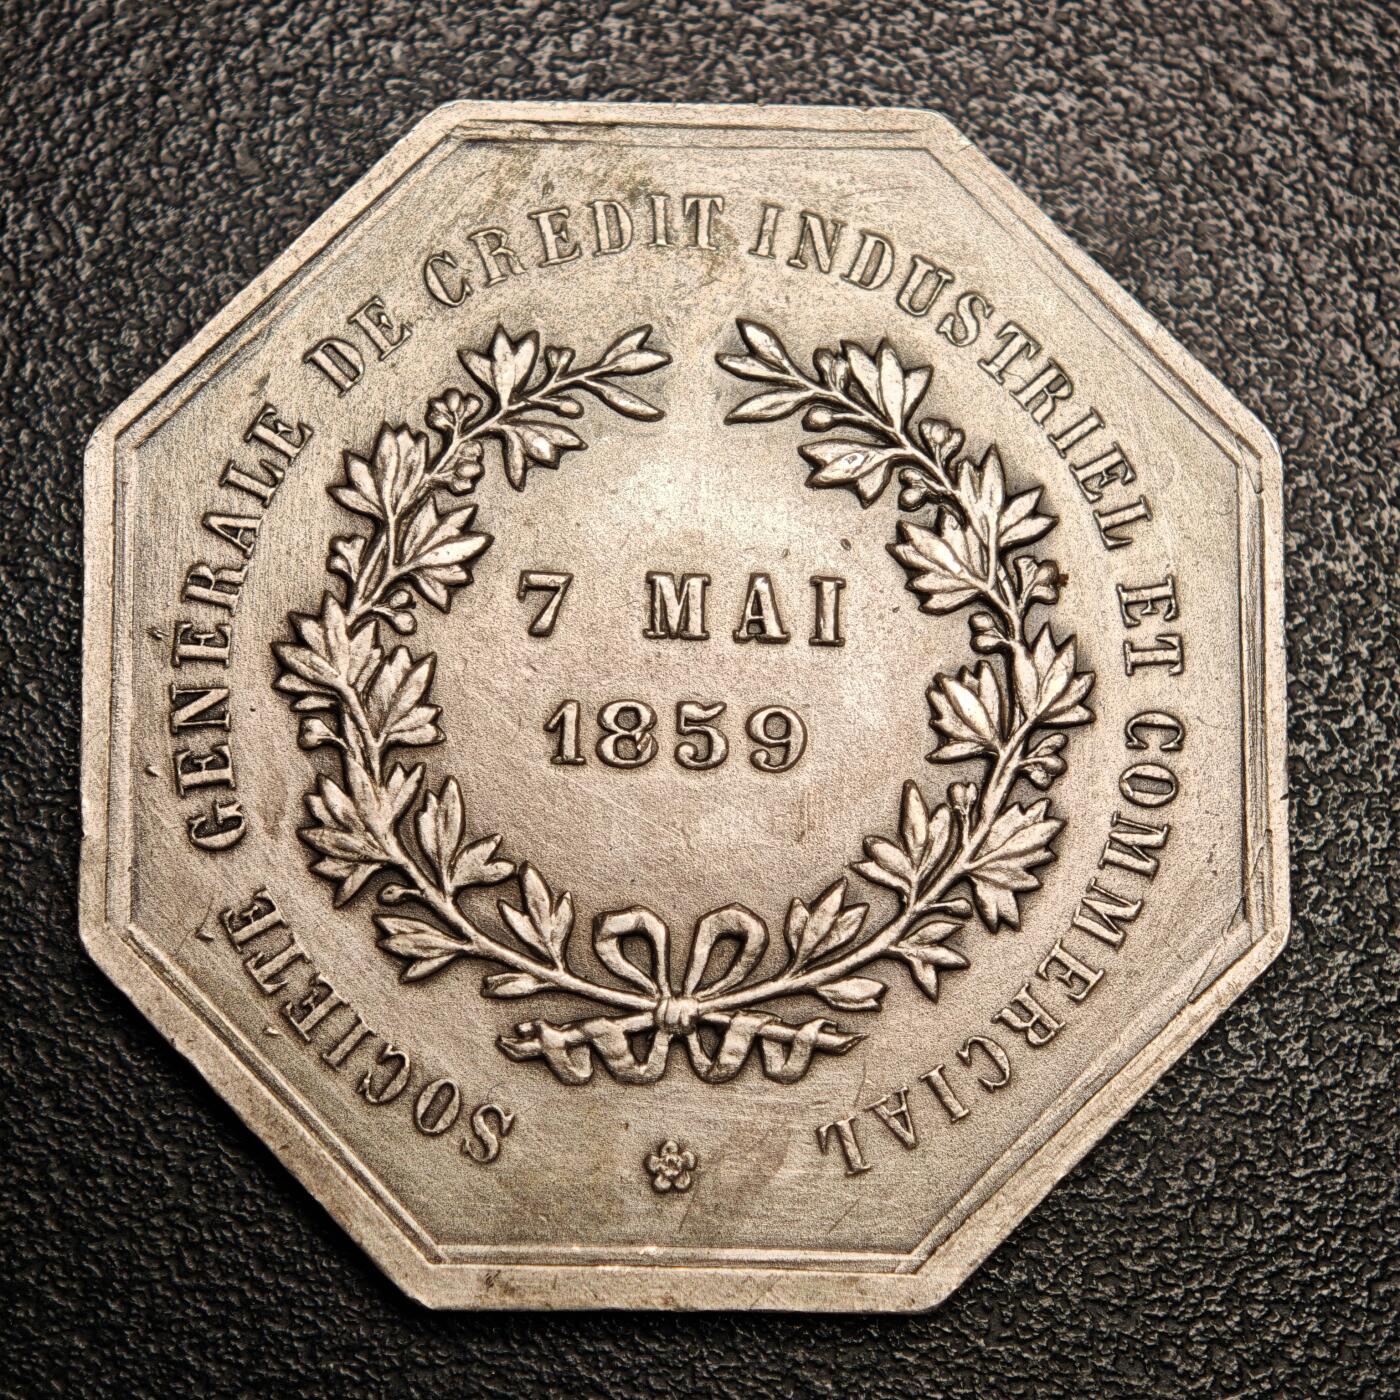 SOCIÉTÉ GÉNÉRALE DE CRÉDIT INDUSTRIEL ET COMMERCIAL
7 MAI
1859